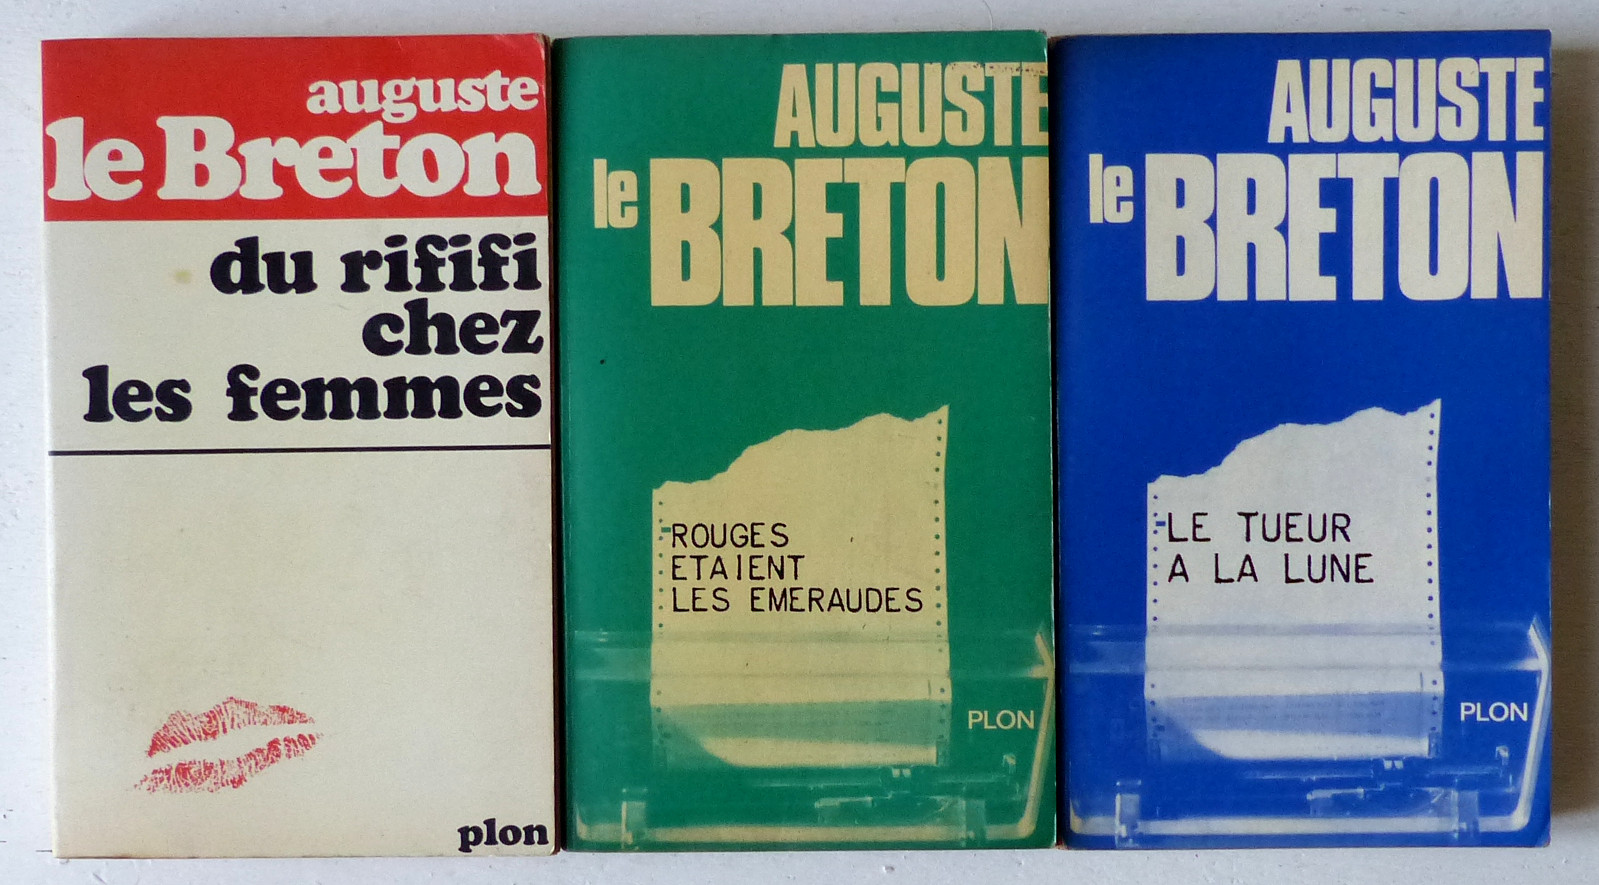 auguste
le Breton
du rififi
chez
les femmes
plon
AUGUSTE
le BRETON
ROUGES
ETAIENT
LES EMERAUDES
PLON
AUGUSTE
le BRETON
LE TUEUR
A LA LUNE
PLON